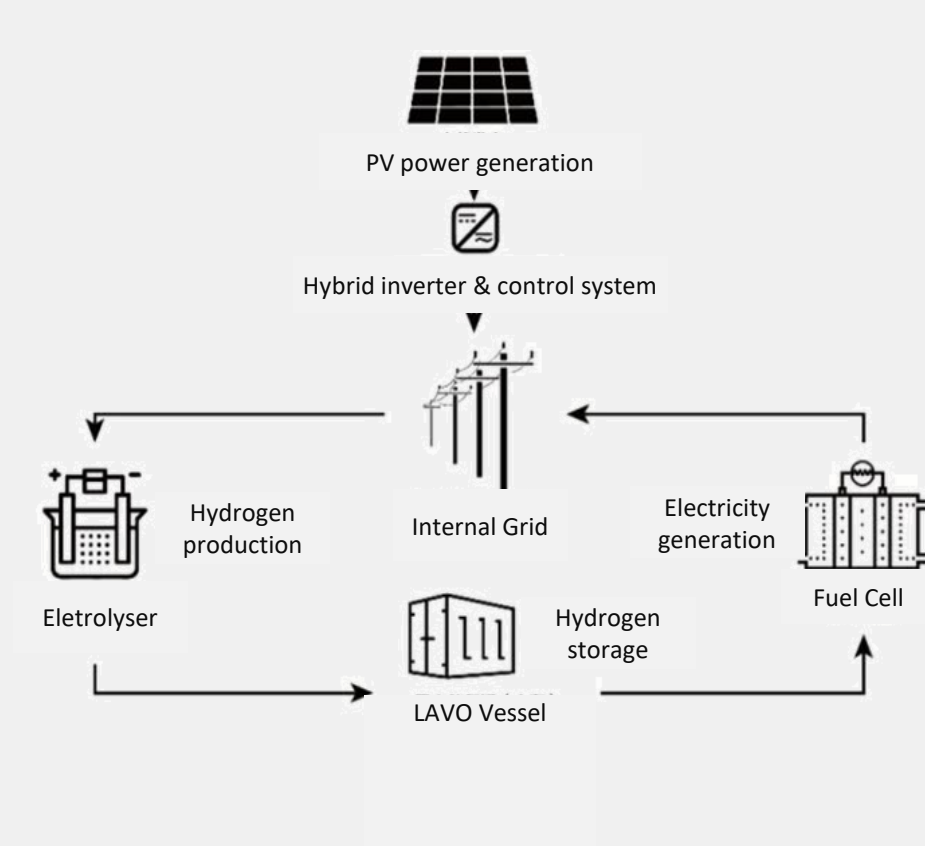 PV power generation
Hybrid inverter & control system
Hydrogen
production
Internal Grid
Electricity
generation
Eletrolyser
Fuel Cell
Hydrogen
storage
LAVO Vessel